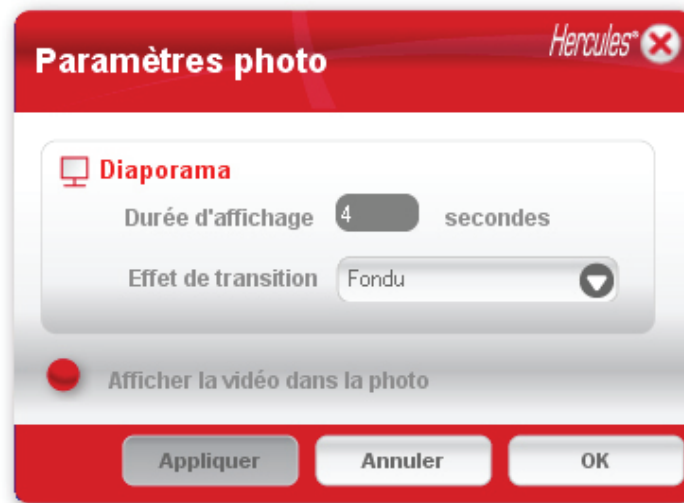 Hercules®
Paramètres photo
Diaporama
Durée d'affichage 4 secondes
Effet de transition Fondu
Afficher la vidéo dans la photo
Appliquer Annuler OK